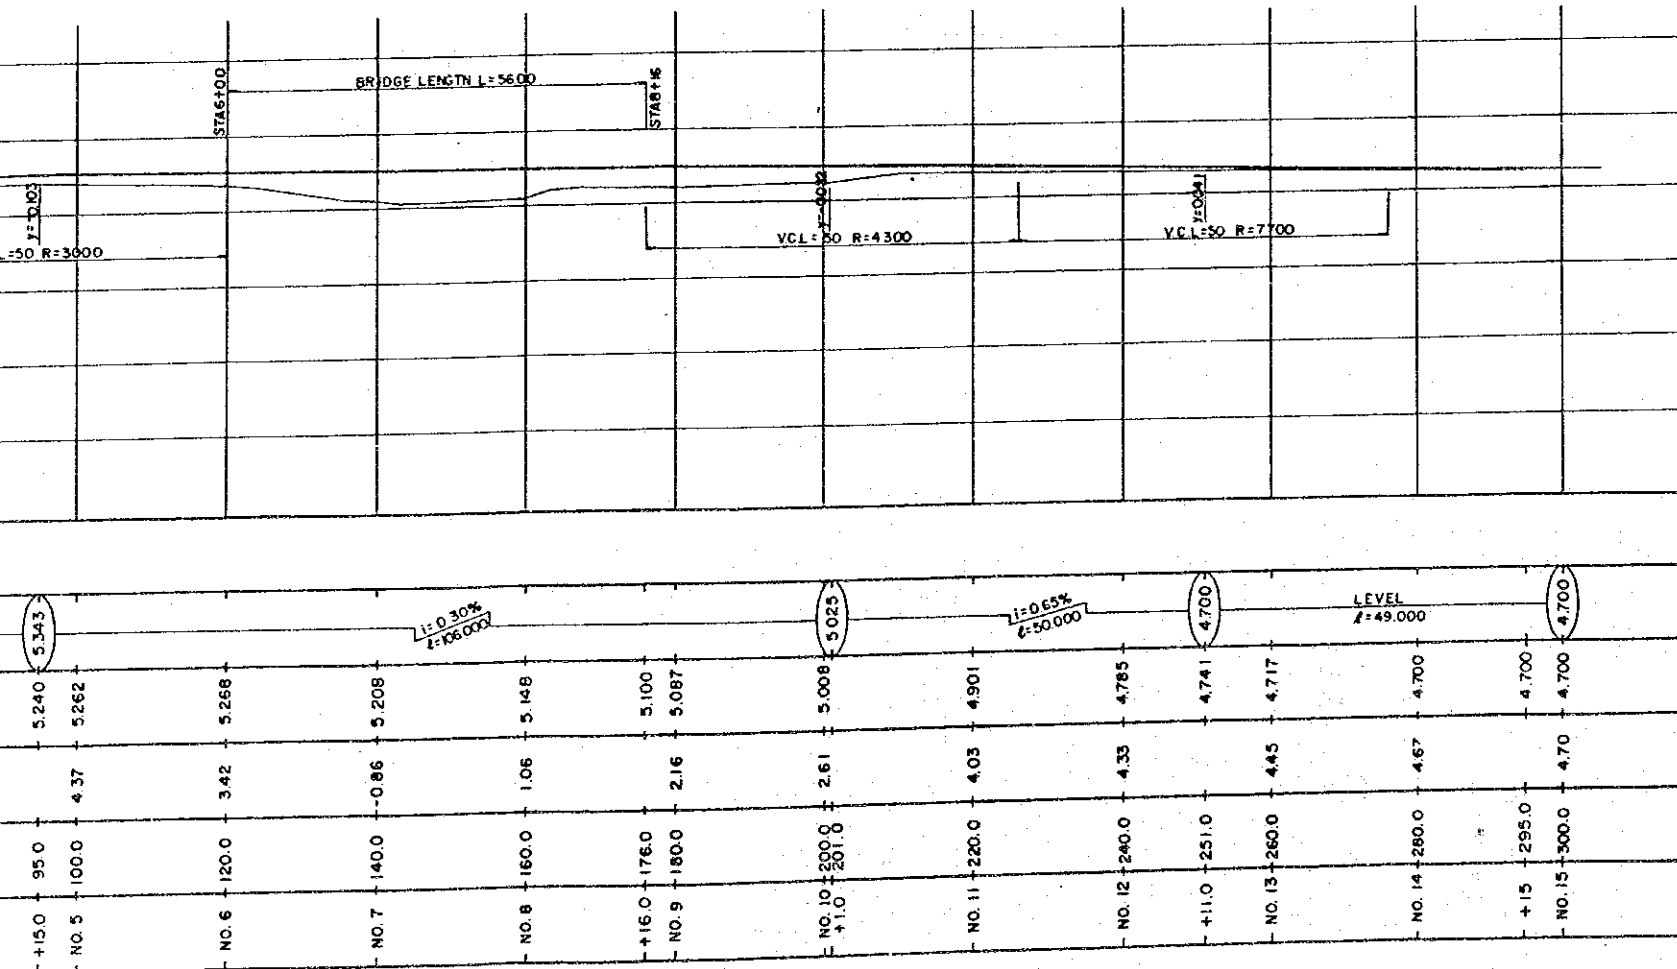 STA6+00
BRIDGE LENGTN L=56.00
STA8+16
y=-0.103
L=50 R=3000
VCL=50 R=4300
y=0.041
V.C.L=50 R=7700
5.343
i=0.30%
ℓ=106.000
5.025
i=0.65%
ℓ=50.000
4.700
LEVEL
ℓ=49.000
4.700
5.240 5.262 5.268 5.208 5.148 5.100 5.087 5.008 4.901 4.785 4.741 4.717 4.700 4.700 4.700
4.37 3.42 -0.86 1.06 2.16 2.61 4.03 4.33 4.45 4.67 4.70
95.0 100.0 120.0 140.0 160.0 176.0 180.0 200.0 201.0 220.0 240.0 251.0 260.0 280.0 295.0 300.0
+15.0 NO.5 NO.6 NO.7 NO.8 +16.0 NO.9 NO.10 +1.0 NO.11 NO.12 +11.0 NO.13 NO.14 +15 NO.15